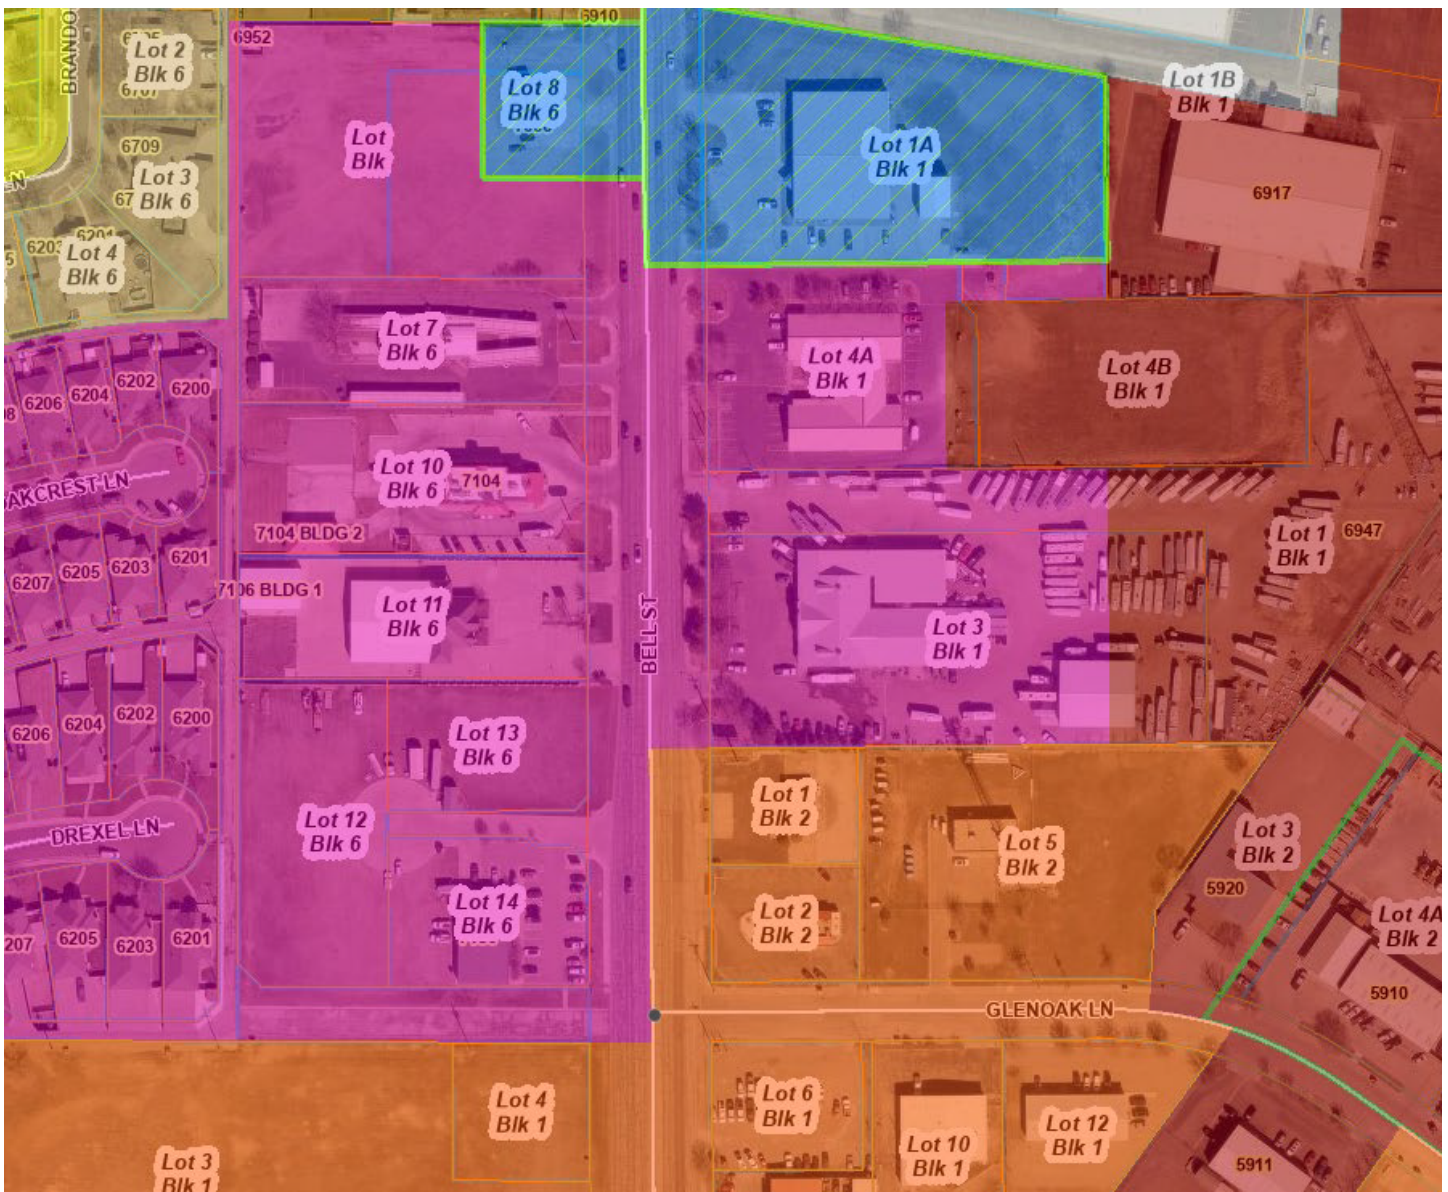 6910
6952
BRANDO
Lot 2
Blk 6
6707
Lot 8
Blk 6
Lot 1B
Blk 1
Lot
Blk
Lot 1A
Blk 1
6709
Lot 3
Blk 6
LN
6917
6203
6201
Lot 4
Blk 6
Lot 7
Blk 6
Lot 4A
Blk 1
Lot 4B
Blk 1
6206
6204
6202
6200
Lot 10
Blk 6
7104
OAKCREST LN
7104 BLDG 2
Lot 1
Blk 1
6947
6207
6205
6203
6201
7106 BLDG 1
Lot 11
Blk 6
BELL ST
Lot 3
Blk 1
6206
6204
6202
6200
Lot 13
Blk 6
Lot 1
Blk 2
Lot 12
Blk 6
DREXEL LN
Lot 5
Blk 2
Lot 3
Blk 2
5920
Lot 14
Blk 6
Lot 2
Blk 2
Lot 4A
Blk 2
207
6205
6203
6201
5910
GLENOAK LN
Lot 4
Blk 1
Lot 6
Blk 1
Lot 10
Blk 1
Lot 12
Blk 1
Lot 3
Blk 1
5911